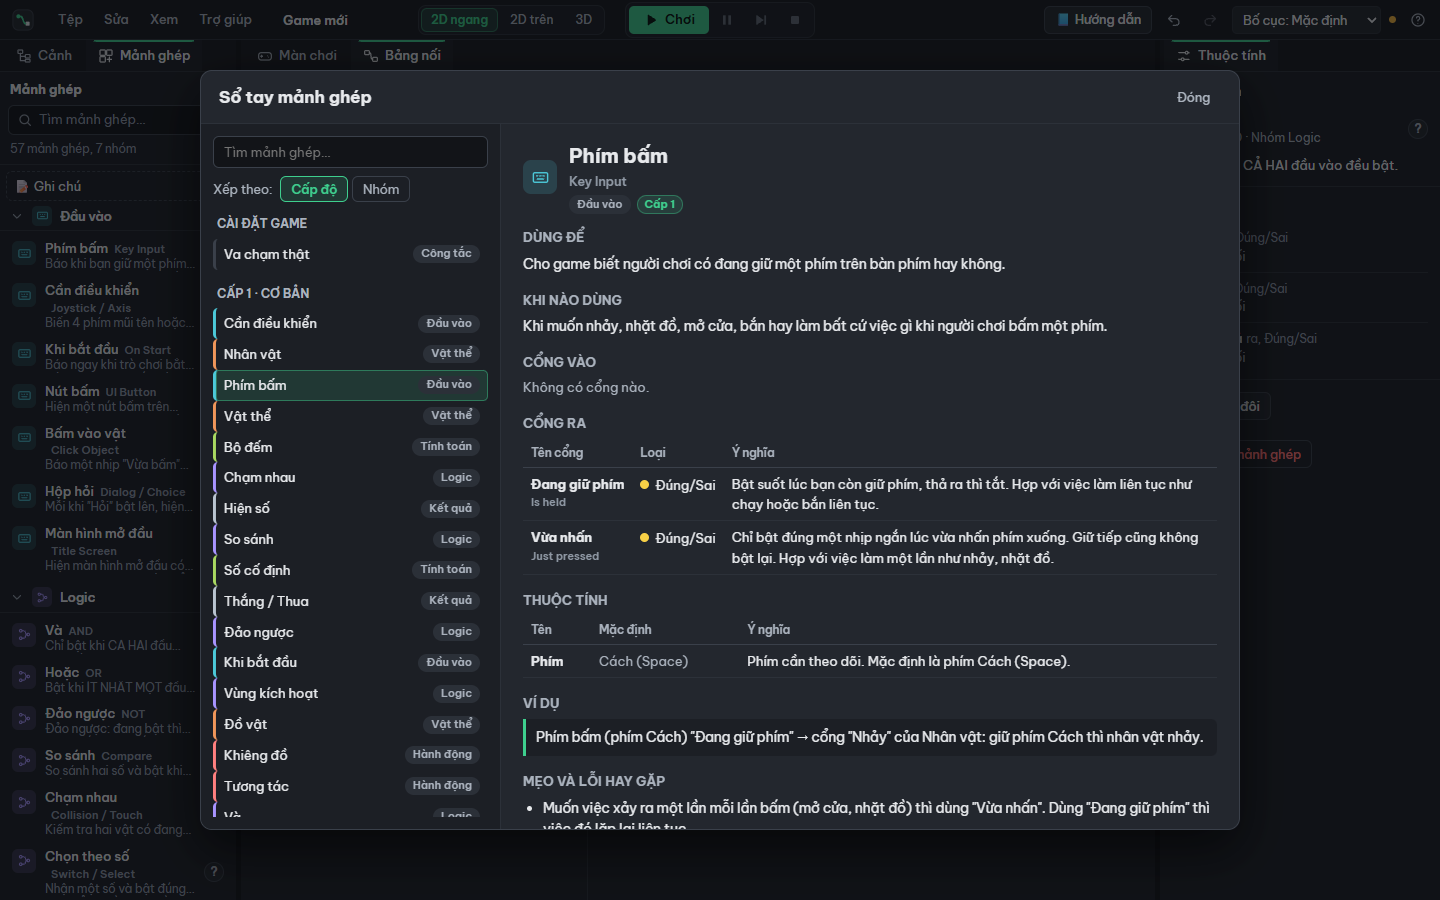 Tệp Sửa Xem Trợ giúp Game mới 2D ngang 2D trên 3D Chơi Hướng dẫn Bố cục: Mặc định
Cảnh Mảnh ghép Màn chơi Bảng nối Thuộc tính
Mảnh ghép
Tìm mảnh ghép...
57 mảnh ghép, 7 nhóm
Ghi chú
Đầu vào
Phím bấm Key Input
Báo khi bạn giữ một phím...
Cần điều khiển
Joystick / Axis
Biến 4 phím mũi tên hoặc...
Khi bắt đầu On Start
Báo ngay khi trò chơi bắt...
Nút bấm UI Button
Hiện một nút bấm trên...
Bấm vào vật
Click Object
Báo một nhịp "Vừa bấm"...
Hộp hỏi Dialog / Choice
Mỗi khi "Hỏi" bật lên, hiện...
Màn hình mở đầu
Title Screen
Hiện màn hình mở đầu có...
Logic
Và AND
Chỉ bật khi CẢ HAI đầu...
Hoặc OR
Bật khi ÍT NHẤT MỘT đầu...
Đảo ngược NOT
Đảo ngược: đang bật thì...
So sánh Compare
So sánh hai số và bật khi...
Chạm nhau
Collision / Touch
Kiểm tra hai vật có đang...
Chọn theo số
Switch / Select
Nhận một số và bật đúng...
?
Sổ tay mảnh ghép
Đóng
Tìm mảnh ghép...
Xếp theo: Cấp độ Nhóm
CÀI ĐẶT GAME
Va chạm thật Công tắc
CẤP 1 · CƠ BẢN
Cần điều khiển Đầu vào
Nhân vật Vật thể
Phím bấm Đầu vào
Vật thể Vật thể
Bộ đếm Tính toán
Chạm nhau Logic
Hiện số Kết quả
So sánh Logic
Số cố định Tính toán
Thắng / Thua Kết quả
Đảo ngược Logic
Khi bắt đầu Đầu vào
Vùng kích hoạt Logic
Đồ vật Vật thể
Khiêng đồ Hành động
Tương tác Hành động
Và Logic
Phím bấm
Key Input
Đầu vào Cấp 1
DÙNG ĐỂ
Cho game biết người chơi có đang giữ một phím trên bàn phím hay không.
KHI NÀO DÙNG
Khi muốn nhảy, nhặt đồ, mở cửa, bắn hay làm bất cứ việc gì khi người chơi bấm một phím.
CỔNG VÀO
Không có cổng nào.
CỔNG RA
Tên cổng Loại Ý nghĩa
Đang giữ phím Đúng/Sai Bật suốt lúc bạn còn giữ phím, thả ra thì tắt. Hợp với việc làm liên tục như
Is held chạy hoặc bắn liên tục.
Vừa nhấn Đúng/Sai Chỉ bật đúng một nhịp ngắn lúc vừa nhấn phím xuống. Giữ tiếp cũng không
Just pressed bật lại. Hợp với việc làm một lần như nhảy, nhặt đồ.
THUỘC TÍNH
Tên Mặc định Ý nghĩa
Phím Cách (Space) Phím cần theo dõi. Mặc định là phím Cách (Space).
VÍ DỤ
Phím bấm (phím Cách) "Đang giữ phím" → cổng "Nhảy" của Nhân vật: giữ phím Cách thì nhân vật nhảy.
MẸO VÀ LỖI HAY GẶP
• Muốn việc xảy ra một lần mỗi lần bấm (mở cửa, nhặt đồ) thì dùng "Vừa nhấn". Dùng "Đang giữ phím" thì
việc đó lặp lại liên tục.
· Nhóm Logic ?
CẢ HAI đầu vào đều bật.
Đúng/Sai
Đúng/Sai
ra, Đúng/Sai
đôi
mảnh ghép